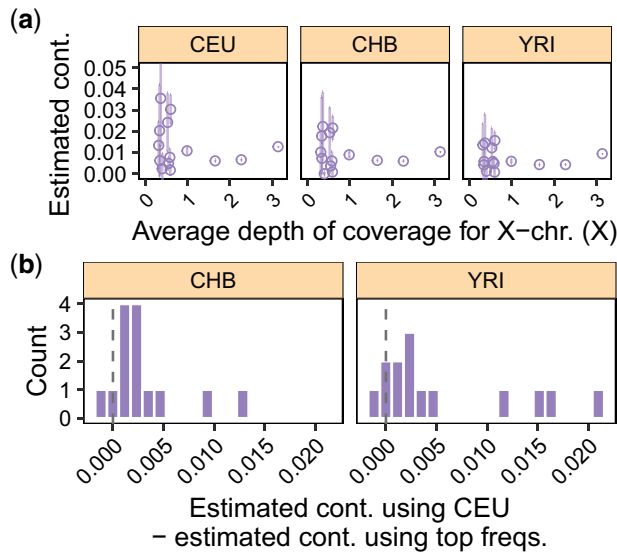 (a)
CEU CHB YRI
Estimated cont.
0.05
0.04
0.03
0.02
0.01
0.00
0 1 2 3 0 1 2 3 0 1 2 3
Average depth of coverage for X−chr. (X)
(b)
CHB YRI
Count
4
3
2
1
0
0.000 0.005 0.010 0.015 0.020 0.000 0.005 0.010 0.015 0.020
Estimated cont. using CEU
− estimated cont. using top freqs.